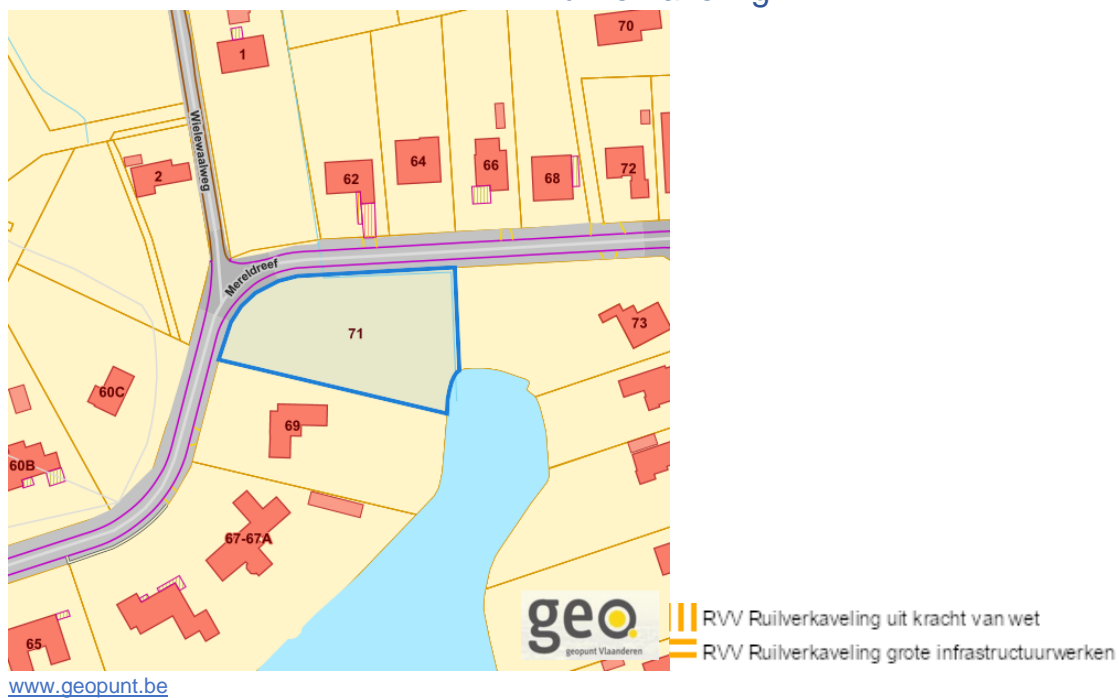 70
1
Wielewaalweg
64
66
62
68
72
2
Mereldreef
71
73
60C
69
60B
67-67A
65
geo.
geopunt Vlaanderen
RVV Ruilverkaveling uit kracht van wet
RVV Ruilverkaveling grote infrastructuurwerken
www.geopunt.be